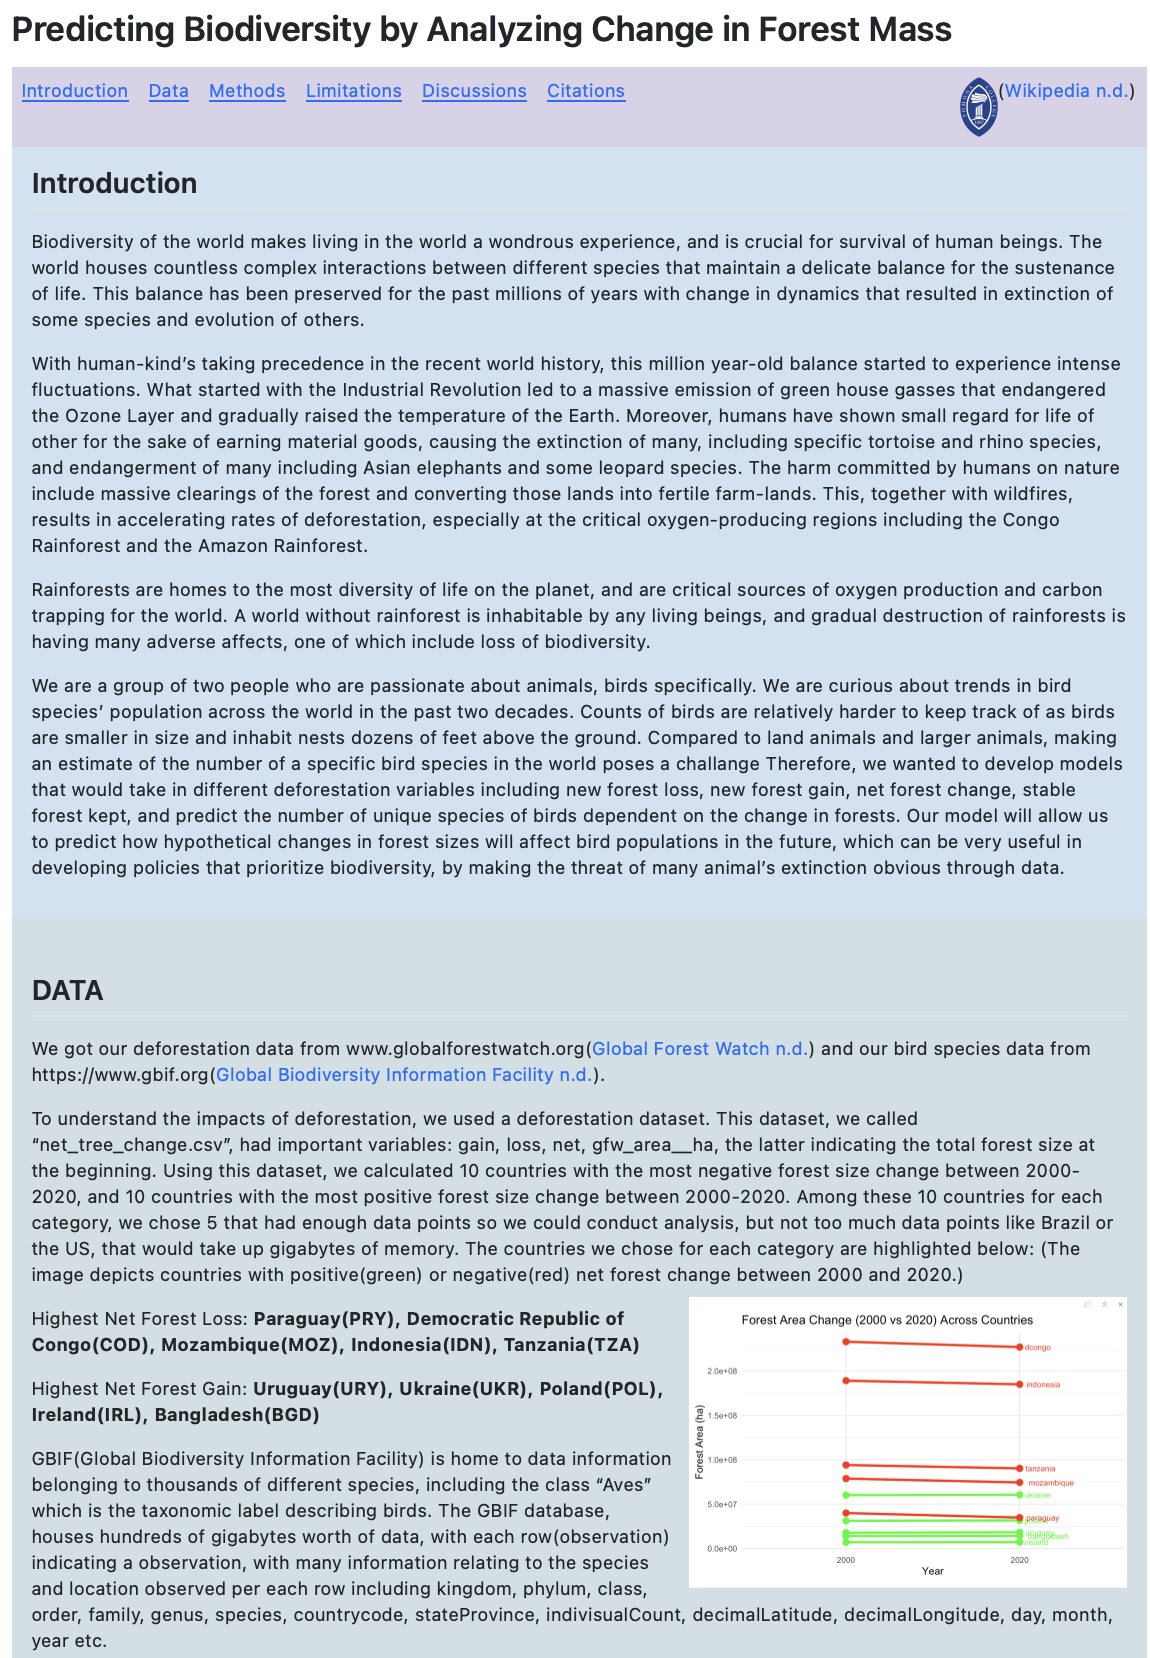 Predicting Biodiversity by Analyzing Change in Forest Mass
Introduction Data Methods Limitations Discussions Citations (Wikipedia n.d.)
Introduction
Biodiversity of the world makes living in the world a wondrous experience, and is crucial for survival of human beings. The
world houses countless complex interactions between different species that maintain a delicate balance for the sustenance
of life. This balance has been preserved for the past millions of years with change in dynamics that resulted in extinction of
some species and evolution of others.
With human-kind's taking precedence in the recent world history, this million year-old balance started to experience intense
fluctuations. What started with the Industrial Revolution led to a massive emission of green house gasses that endangered
the Ozone Layer and gradually raised the temperature of the Earth. Moreover, humans have shown small regard for life of
other for the sake of earning material goods, causing the extinction of many, including specific tortoise and rhino species,
and endangerment of many including Asian elephants and some leopard species. The harm committed by humans on nature
include massive clearings of the forest and converting those lands into fertile farm-lands. This, together with wildfires,
results in accelerating rates of deforestation, especially at the critical oxygen-producing regions including the Congo
Rainforest and the Amazon Rainforest.
Rainforests are homes to the most diversity of life on the planet, and are critical sources of oxygen production and carbon
trapping for the world. A world without rainforest is inhabitable by any living beings, and gradual destruction of rainforests is
having many adverse affects, one of which include loss of biodiversity.
We are a group of two people who are passionate about animals, birds specifically. We are curious about trends in bird
species' population across the world in the past two decades. Counts of birds are relatively harder to keep track of as birds
are smaller in size and inhabit nests dozens of feet above the ground. Compared to land animals and larger animals, making
an estimate of the number of a specific bird species in the world poses a challange Therefore, we wanted to develop models
that would take in different deforestation variables including new forest loss, new forest gain, net forest change, stable
forest kept, and predict the number of unique species of birds dependent on the change in forests. Our model will allow us
to predict how hypothetical changes in forest sizes will affect bird populations in the future, which can be very useful in
developing policies that prioritize biodiversity, by making the threat of many animal's extinction obvious through data.
DATA
We got our deforestation data from www.globalforestwatch.org(Global Forest Watch n.d.) and our bird species data from
https://www.gbif.org(Global Biodiversity Information Facility n.d.).
To understand the impacts of deforestation, we used a deforestation dataset. This dataset, we called
“net_tree_change.csv”, had important variables: gain, loss, net, gfw_area__ha, the latter indicating the total forest size at
the beginning. Using this dataset, we calculated 10 countries with the most negative forest size change between 2000-
2020, and 10 countries with the most positive forest size change between 2000-2020. Among these 10 countries for each
category, we chose 5 that had enough data points so we could conduct analysis, but not too much data points like Brazil or
the US, that would take up gigabytes of memory. The countries we chose for each category are highlighted below: (The
image depicts countries with positive(green) or negative(red) net forest change between 2000 and 2020.)
Highest Net Forest Loss: Paraguay(PRY), Democratic Republic of
Congo(COD), Mozambique(MOZ), Indonesia(IDN), Tanzania(TZA)
Highest Net Forest Gain: Uruguay(URY), Ukraine(UKR), Poland(POL),
Ireland(IRL), Bangladesh(BGD)
GBIF(Global Biodiversity Information Facility) is home to data information
belonging to thousands of different species, including the class “Aves”
which is the taxonomic label describing birds. The GBIF database,
houses hundreds of gigabytes worth of data, with each row(observation)
indicating a observation, with many information relating to the species
and location observed per each row including kingdom, phylum, class,
order, family, genus, species, countrycode, stateProvince, indivisualCount, decimalLatitude, decimalLongitude, day, month,
year etc.
Forest Area Change (2000 vs 2020) Across Countries
Forest Area (ha)
2.0e+08
1.5e+08
1.0e+08
5.0e+07
0.0e+00
dcongo
indonesia
tanzania
mozambique
ukraine
paraguay
bangladesh
ireland
2000 2020
Year